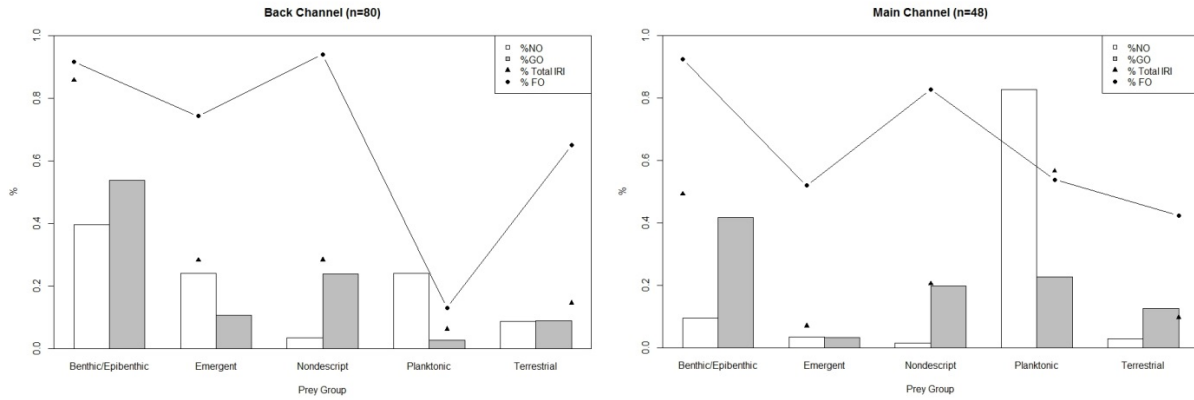 Back Channel (n=80)
%NO
%GO
% Total IRI
% FO
1.0
0.8
0.6
0.4
0.2
0.0
%
Benthic/Epibenthic Emergent Nondescript Planktonic Terrestrial
Prey Group
Main Channel (n=48)
%NO
%GO
% Total IRI
% FO
1.0
0.8
0.6
0.4
0.2
0.0
%
Benthic/Epibenthic Emergent Nondescript Planktonic Terrestrial
Prey Group